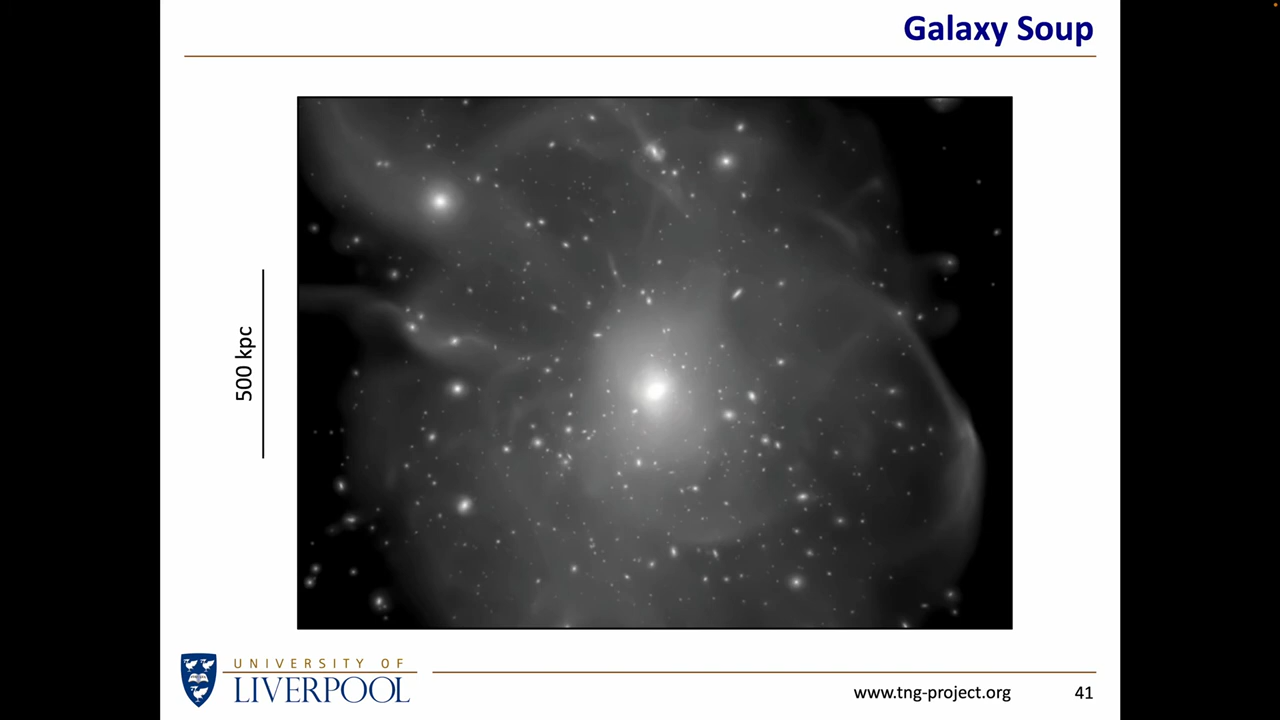 Galaxy Soup
500 kpc
UNIVERSITY OF
LIVERPOOL
www.tng-project.org
41